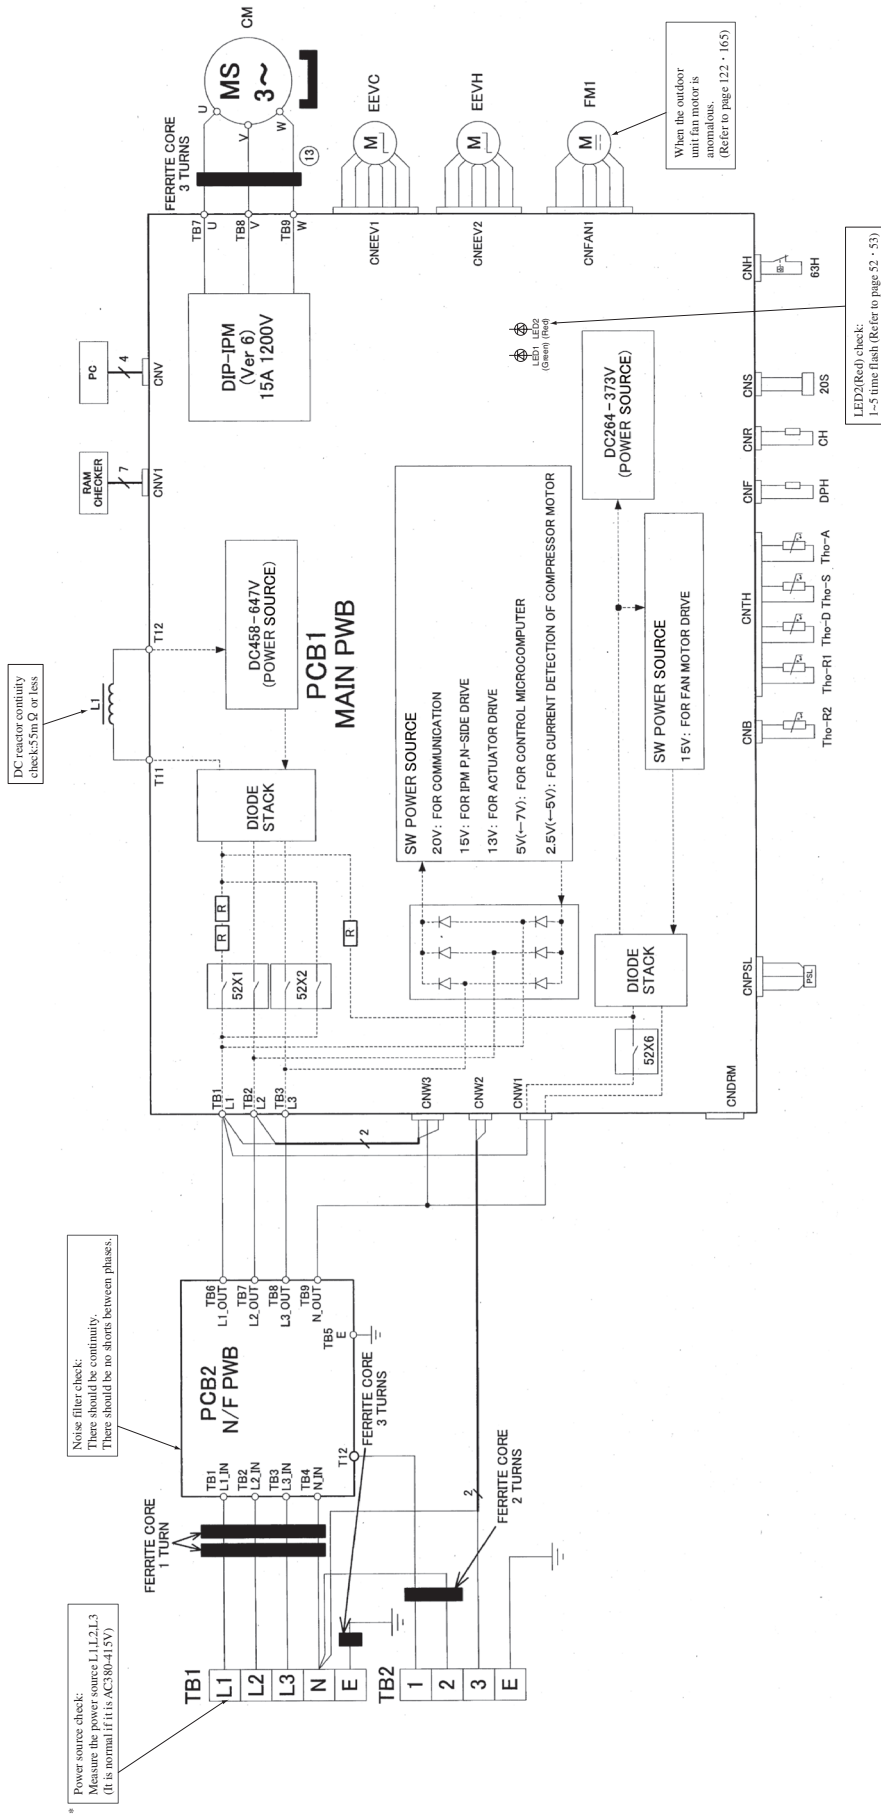 *
Power source check:
Measure the power source L1,L2,L3
(It is normal if it is AC380-415V)
TB1
L1
L2
L3
N
E
TB2
1
2
3
E
FERRITE CORE
1 TURN
FERRITE CORE
3 TURNS
FERRITE CORE
2 TURNS
2
Noise filter check:
There should be continuity.
There should be no shorts between phases.
PCB2
N/F PWB
TB1
L1_IN
TB2
L2_IN
TB3
L3_IN
TB4
N_IN
T12
TB5
E
TB6
L1_OUT
TB7
L2_OUT
TB8
L3_OUT
TB9
N_OUT
2
TB1
L1
TB2
L2
TB3
L3
CNW3
CNW2
CNW1
CNDRM
52X1
52X2
52X6
R
R
R
DIODE
STACK
DIODE
STACK
DC reactor contiuity
check:55m Ω or less
L1
T11
T12
DC458-647V
(POWER SOURCE)
PCB1
MAIN PWB
SW POWER SOURCE
20V: FOR COMMUNICATION
15V: FOR IPM P,N-SIDE DRIVE
13V: FOR ACTUATOR DRIVE
5V(←7V): FOR CONTROL MICROCOMPUTER
2.5V(←5V): FOR CURRENT DETECTION OF COMPRESSOR MOTOR
SW POWER SOURCE
15V: FOR FAN MOTOR DRIVE
DC264-373V
(POWER SOURCE)
RAM
CHECKER
7
CNV1
PC
4
CNV
DIP-IPM
(Ver 6)
15A 1200V
LED1
(Green)
LED2
(Red)
TB7
U
TB8
V
TB9
W
FERRITE CORE
3 TURNS
13
U
V
W
MS
3~
CM
CNEEV1
M
EEVC
CNEEV2
M
EEVH
CNFAN1
M
FM1
When the outdoor
unit fan motor is
anomalous.
(Refer to page 122・165)
LED2(Red) check:
1~5 time flash (Refer to page 52・53)
CNPSL
PSL
CNB
Tho-R2
CNTH
Tho-R1
Tho-D
Tho-S
Tho-A
CNF
DPH
CNR
CH
CNS
20S
CNH
63H